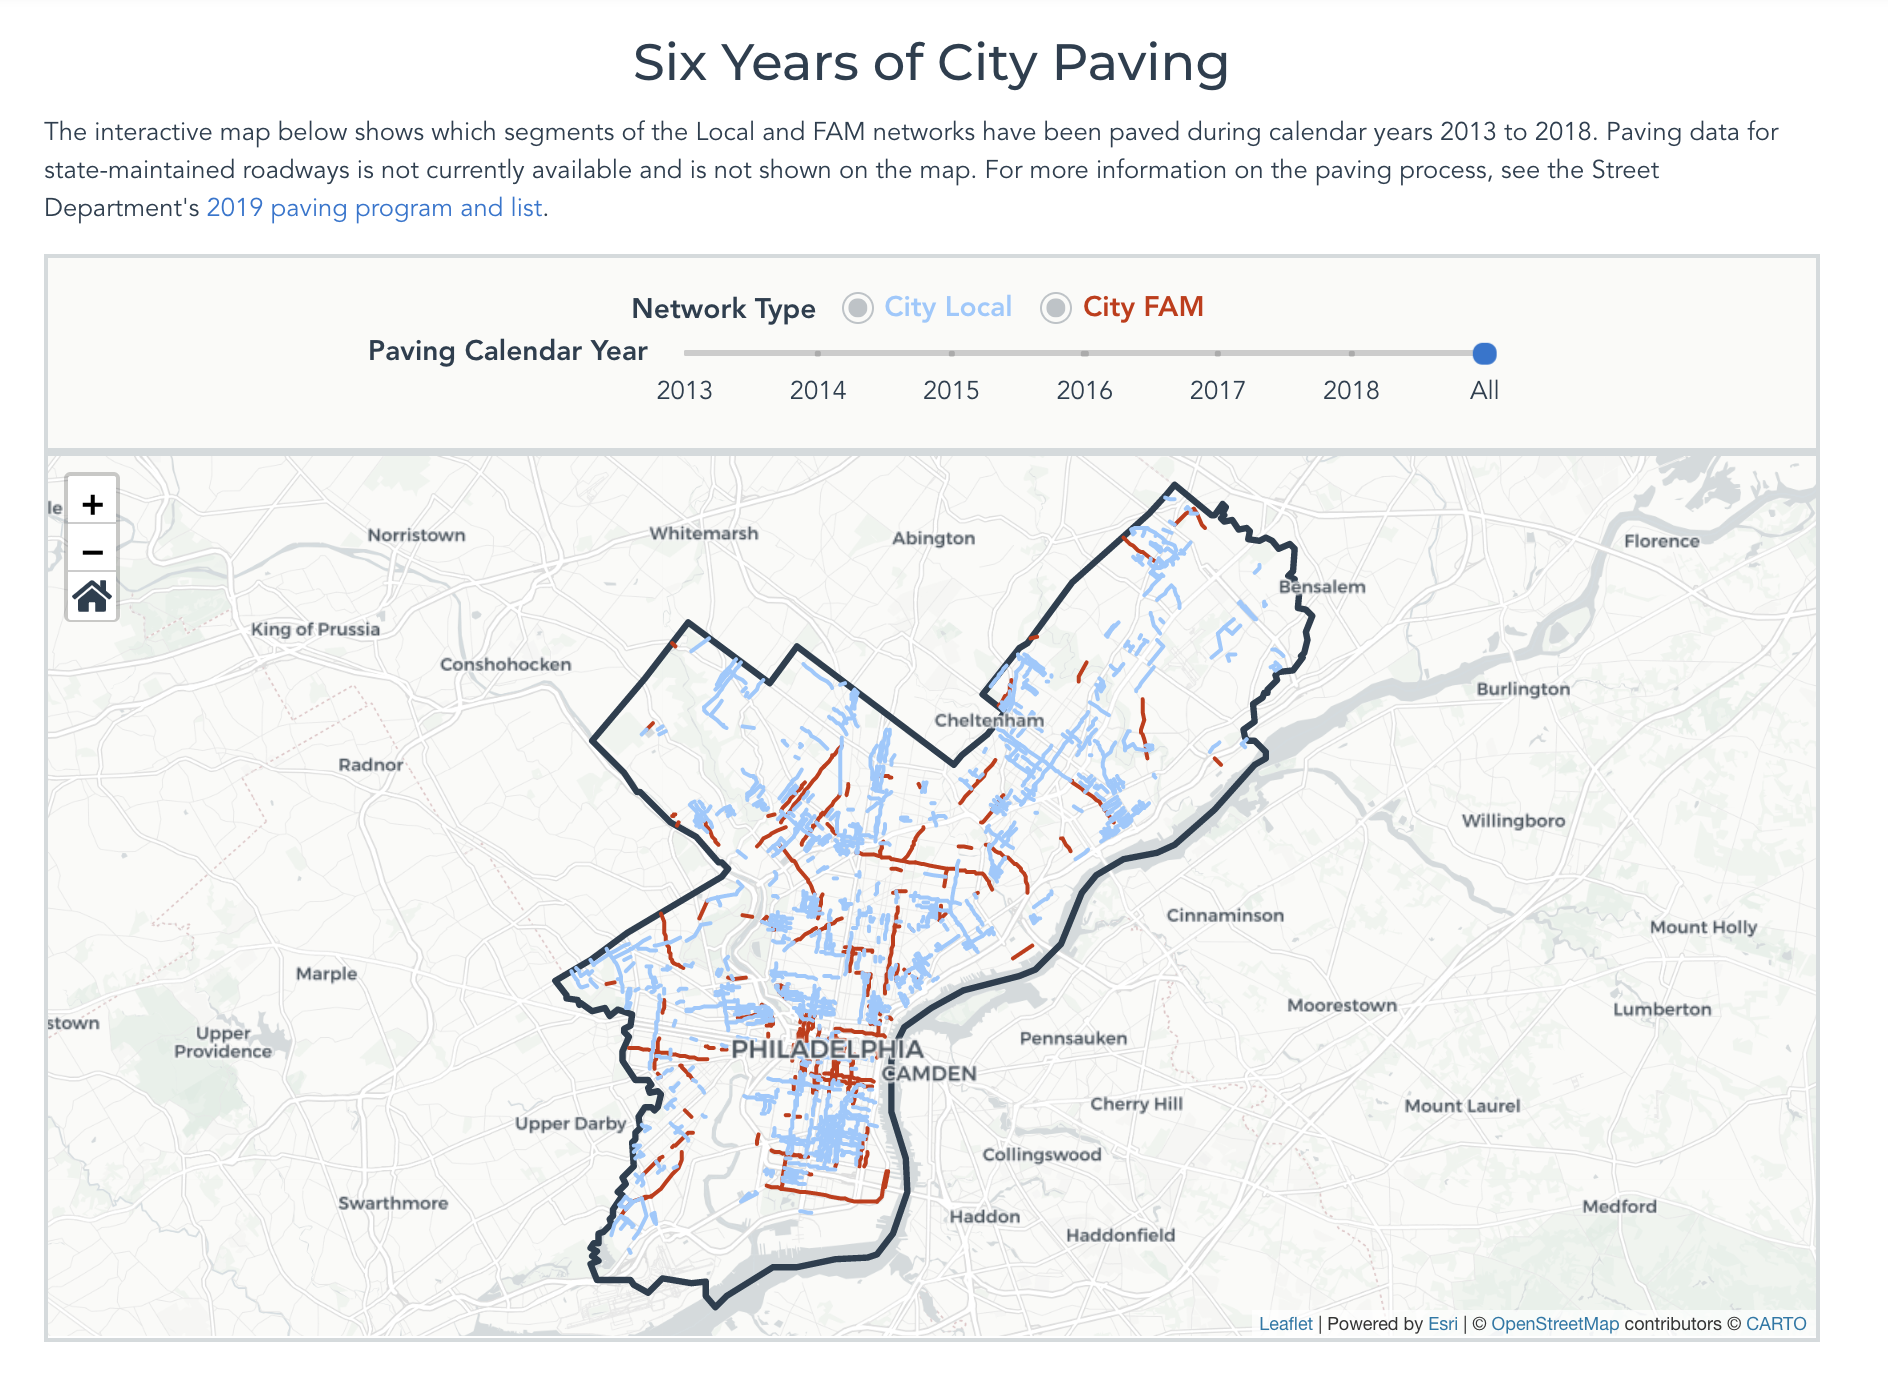 Six Years of City Paving
The interactive map below shows which segments of the Local and FAM networks have been paved during calendar years 2013 to 2018. Paving data for
state-maintained roadways is not currently available and is not shown on the map. For more information on the paving process, see the Street
Department's 2019 paving program and list.
Network Type City Local City FAM
Paving Calendar Year
2013 2014 2015 2016 2017 2018 All
+
−
le
Norristown
Whitemarsh
Abington
Florence
Bensalem
King of Prussia
Conshohocken
Burlington
Cheltenham
Radnor
Willingboro
Cinnaminson
Mount Holly
Marple
Moorestown
Lumberton
stown
Upper
Providence
Pennsauken
PHILADELPHIA
CAMDEN
Cherry Hill
Mount Laurel
Upper Darby
Collingswood
Swarthmore
Haddon
Medford
Haddonfield
Leaflet | Powered by Esri | © OpenStreetMap contributors © CARTO